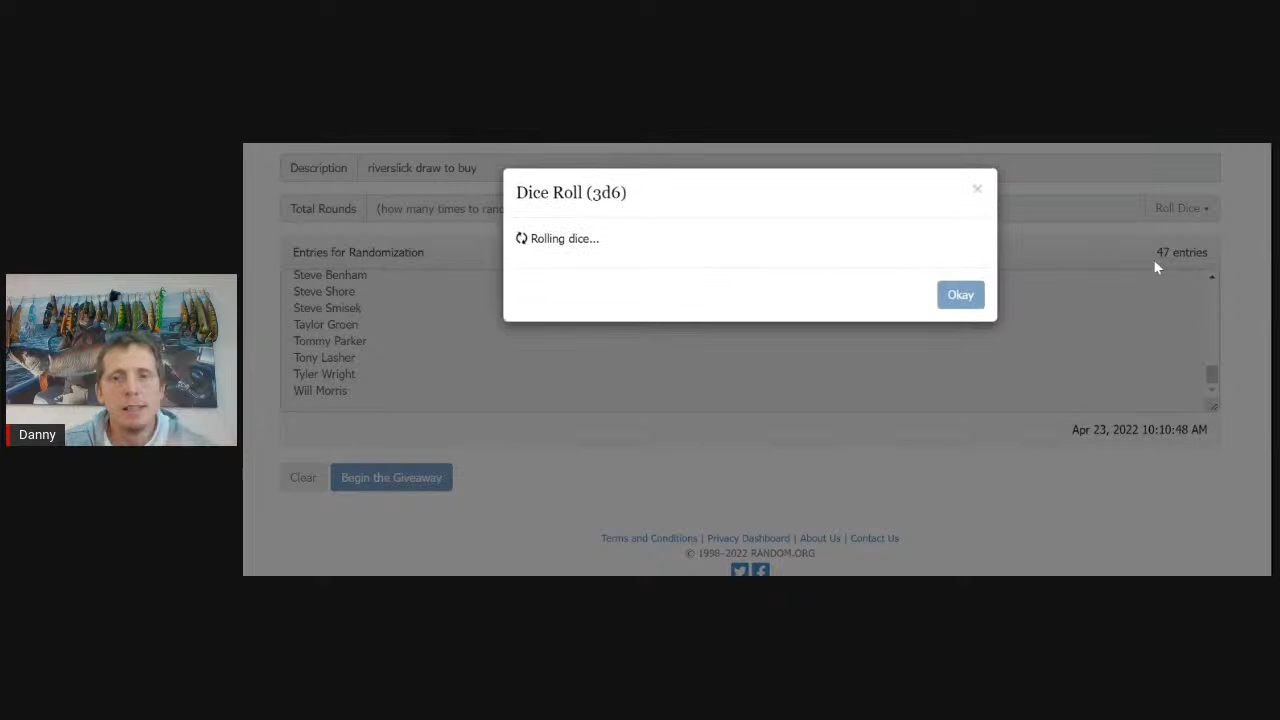 Description riverslick draw to buy
Dice Roll (3d6) ×
Total Rounds (how many times to ran Roll Dice
Rolling dice...
Entries for Randomization 47 entries
Steve Benham
Steve Shore
Okay
Steve Smisek
Taylor Groen
Tommy Parker
Tony Lasher
Tyler Wright
Will Morris
Apr 23, 2022 10:10:48 AM
Danny
Clear Begin the Giveaway
Terms and Conditions | Privacy Dashboard | About Us | Contact Us
© 1998-2022 RANDOM.ORG